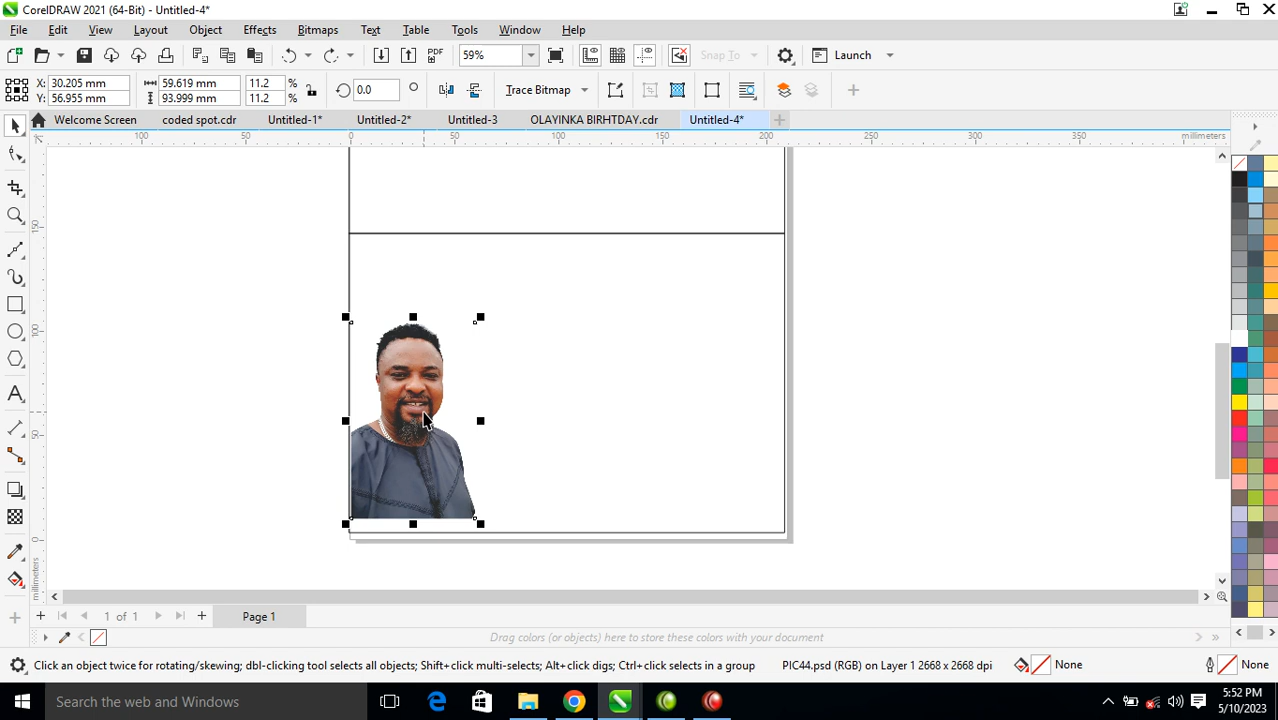 CorelDRAW 2021 (64-Bit) - Untitled-4*
File Edit View Layout Object Effects Bitmaps Text Table Tools Window Help
PDF 59% Snap To Launch
X: 30.205 mm 59.619 mm 11.2 %
Y: 56.955 mm 93.999 mm 11.2 %
0.0 Trace Bitmap
Welcome Screen coded spot.cdr Untitled-1* Untitled-2* Untitled-3 OLAYINKA BIRHTDAY.cdr Untitled-4*
100 50 0 50 100 150 200 250 300 350 millimeters
150
100
50
0
millimeters
1 of 1 Page 1
Drag colors (or objects) here to store these colors with your document
Click an object twice for rotating/skewing; dbl-clicking tool selects all objects; Shift+click multi-selects; Alt+click digs; Ctrl+click selects in a group PIC44.psd (RGB) on Layer 1 2668 x 2668 dpi None None
Search the web and Windows
5:52 PM
5/10/2023